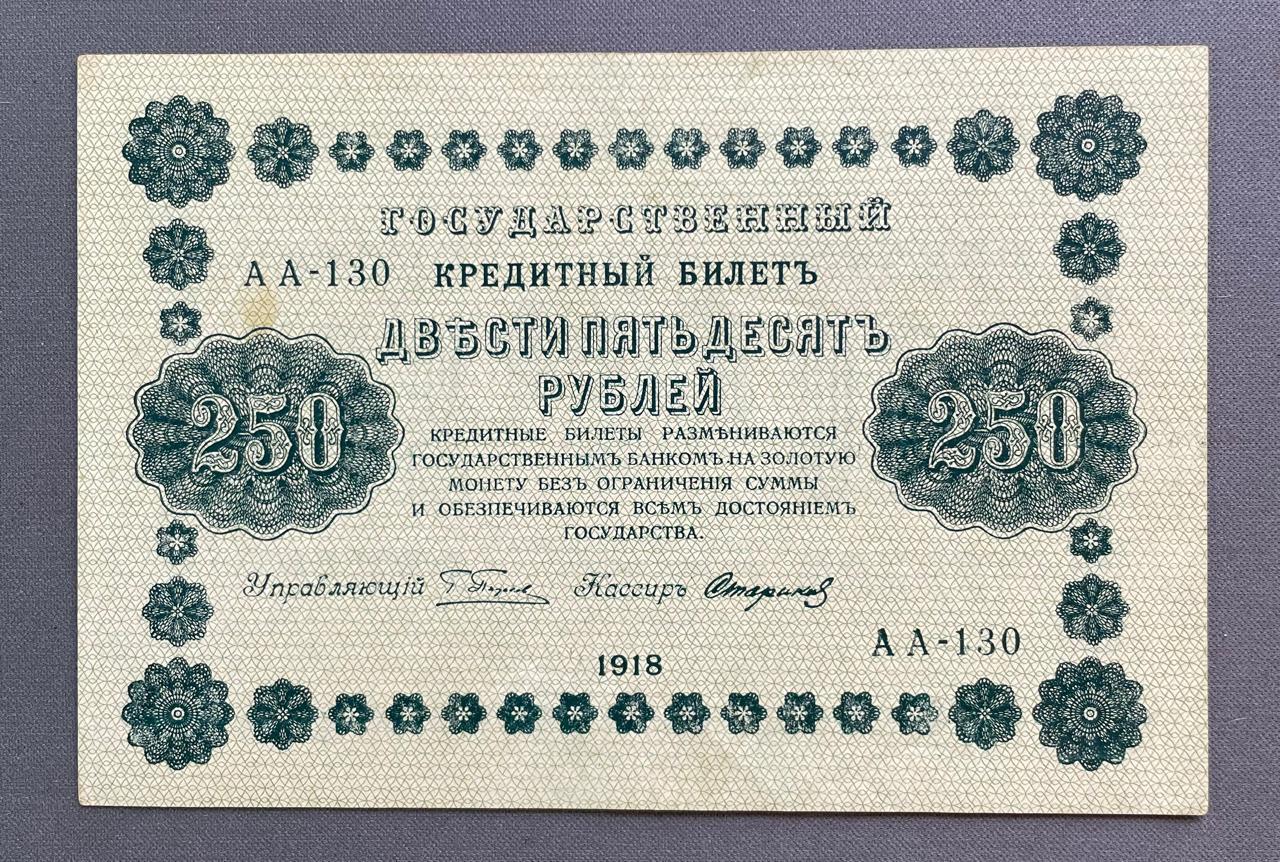 ГОСУДАРСТВЕННЫЙ
АА-130 КРЕДИТНЫЙ БИЛЕТЪ
ДВѢСТИ ПЯТЬДЕСЯТЪ
РУБЛЕЙ
250 250
КРЕДИТНЫЕ БИЛЕТЫ РАЗМѢНИВАЮТСЯ
ГОСУДАРСТВЕННЫМЪ БАНКОМЪ НА ЗОЛОТУЮ
МОНЕТУ БЕЗЪ ОГРАНИЧЕНІЯ СУММЫ
И ОБЕЗПЕЧИВАЮТСЯ ВСѢМЪ ДОСТОЯНІЕМЪ
ГОСУДАРСТВА.
Управляющій Кассиръ Стариков
АА-130
1918